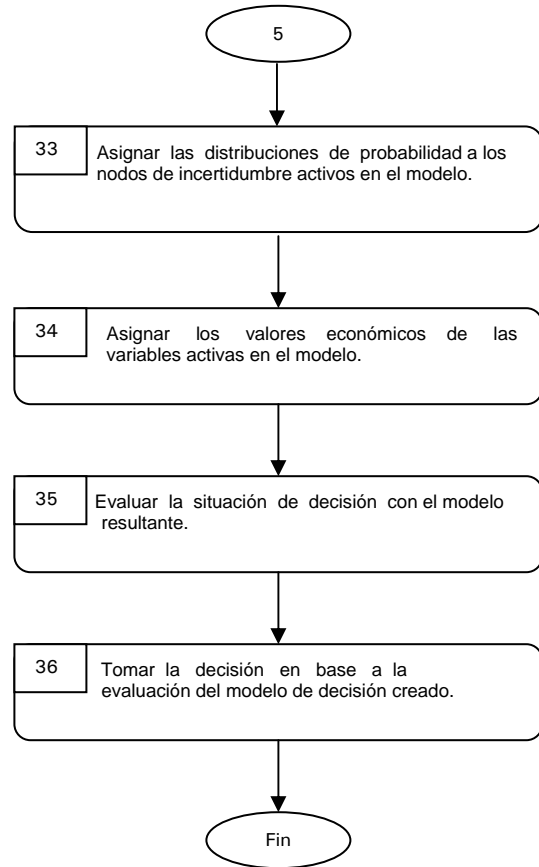 5
33
Asignar las distribuciones de probabilidad a los
nodos de incertidumbre activos en el modelo.
34
Asignar los valores económicos de las
variables activas en el modelo.
35
Evaluar la situación de decisión con el modelo
resultante.
36
Tomar la decisión en base a la
evaluación del modelo de decisión creado.
Fin